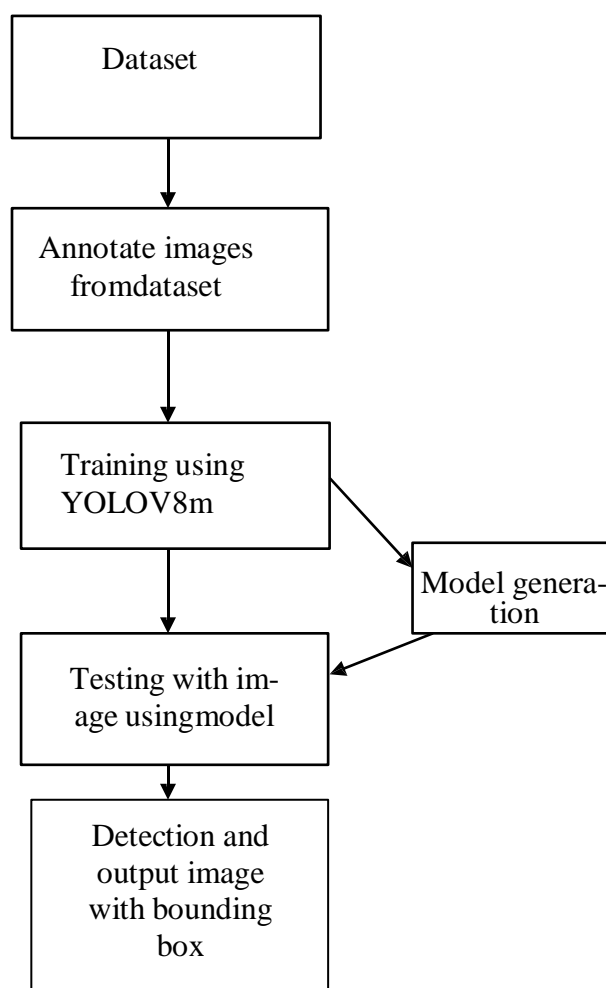 Dataset
Annotate images
fromdataset
Training using
YOLOV8m
Model genera-
tion
Testing with im-
age usingmodel
Detection and
output image
with bounding
box